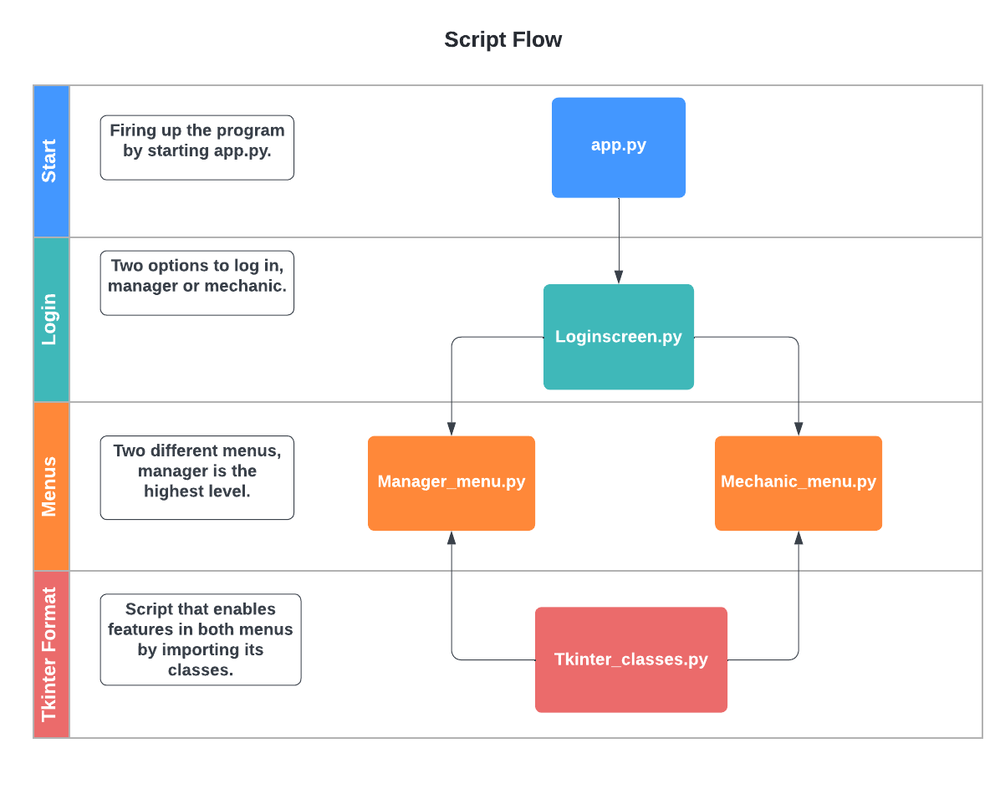 Script Flow
Start
Firing up the program
by starting app.py.
app.py
Login
Two options to log in,
manager or mechanic.
Loginscreen.py
Menus
Two different menus,
manager is the
highest level.
Manager_menu.py
Mechanic_menu.py
Tkinter Format
Script that enables
features in both menus
by importing its
classes.
Tkinter_classes.py